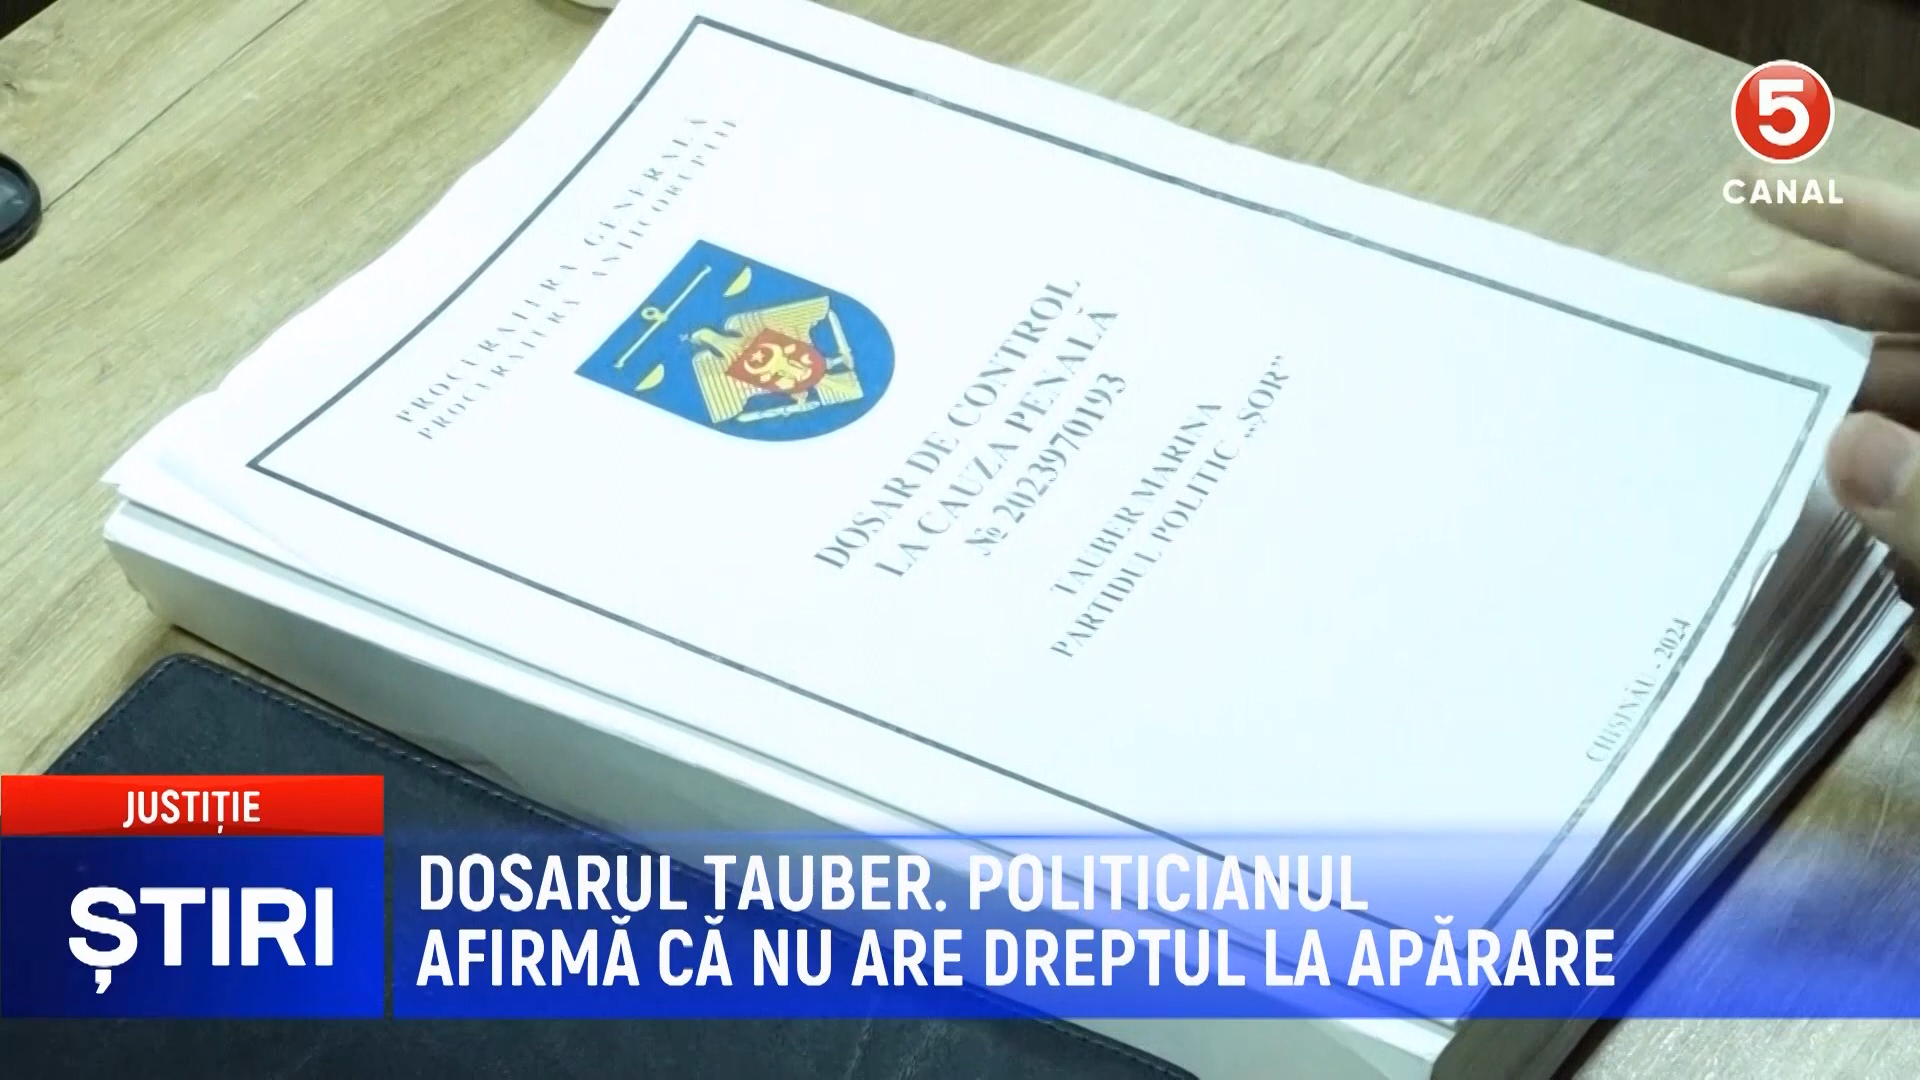 5
CANAL
PROCURATURA GENERALĂ
PROCURATURA ANTICORUPȚIE
DOSAR DE CONTROL
LA CAUZA PENALĂ
№ 2023970193
TAUBER MARINA
PARTIDUL POLITIC „ȘOR”
CHIȘINĂU - 2024
JUSTIȚIE
ȘTIRI
DOSARUL TAUBER. POLITICIANUL
AFIRMĂ CĂ NU ARE DREPTUL LA APĂRARE